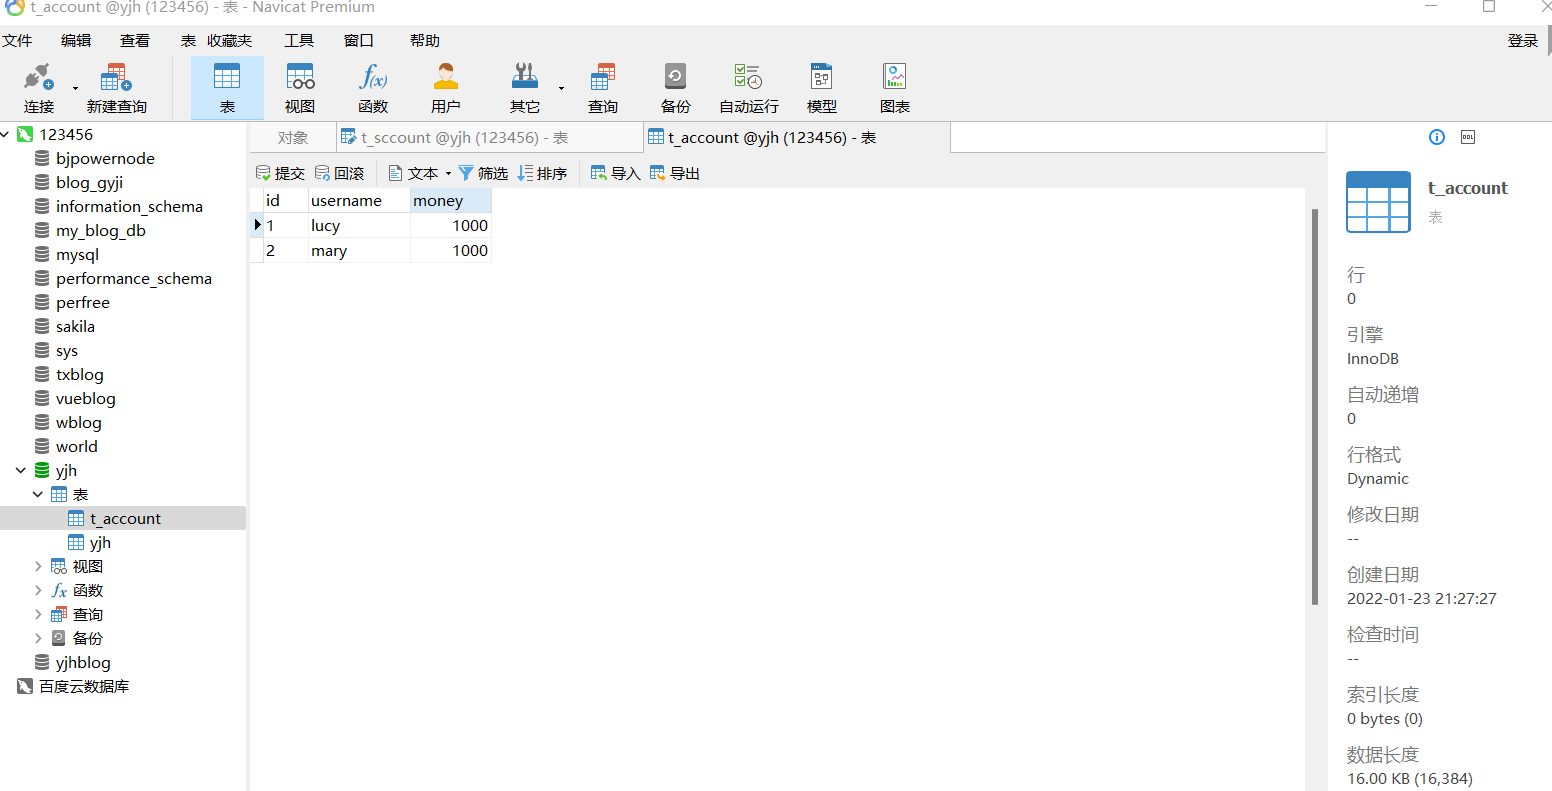 t_account @yjh (123456) - 表 - Navicat Premium
文件 编辑 查看 表 收藏夹 工具 窗口 帮助 登录
连接 新建查询 表 视图 函数 用户 其它 查询 备份 自动运行 模型 图表
123456
bjpowernode
blog_gyji
information_schema
my_blog_db
mysql
performance_schema
perfree
sakila
sys
txblog
vueblog
wblog
world
yjh
表
t_account
yjh
视图
函数
查询
备份
yjhblog
百度云数据库
对象 t_sccount @yjh (123456) - 表 t_account @yjh (123456) - 表
提交 回滚 文本 筛选 排序 导入 导出
id username money
1 lucy 1000
2 mary 1000
DDL
t_account
表
行
0
引擎
InnoDB
自动递增
0
行格式
Dynamic
修改日期
--
创建日期
2022-01-23 21:27:27
检查时间
--
索引长度
0 bytes (0)
数据长度
16.00 KB (16,384)